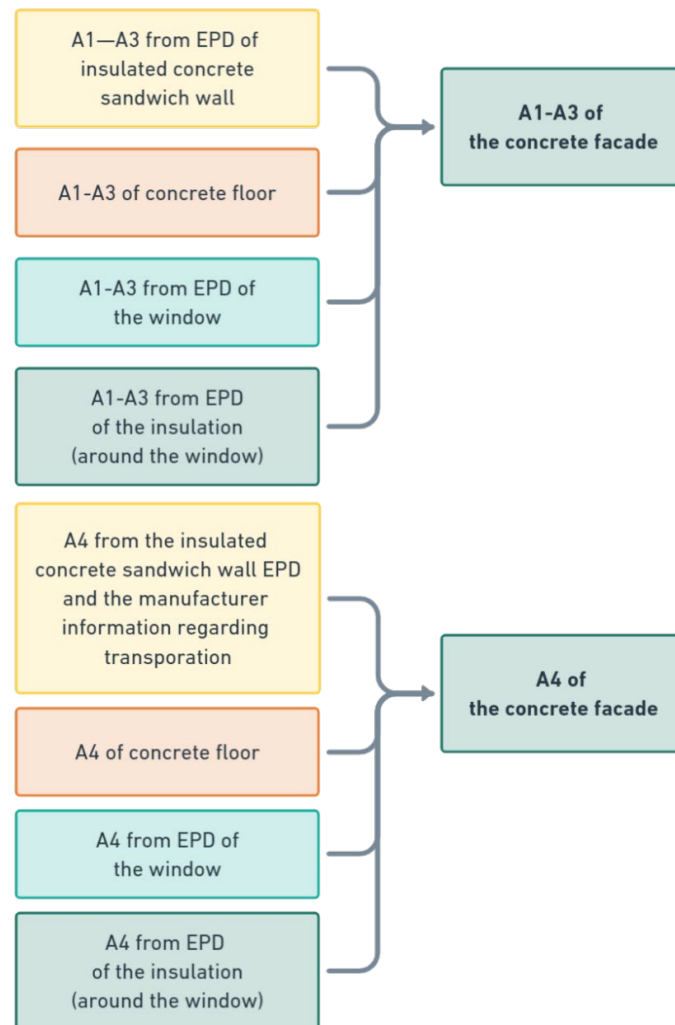 A1—A3 from EPD of
insulated concrete
sandwich wall
A1-A3 of concrete floor
A1-A3 from EPD of
the window
A1-A3 from EPD
of the insulation
(around the window)
A1-A3 of
the concrete facade
A4 from the insulated
concrete sandwich wall EPD
and the manufacturer
information regarding
transporation
A4 of concrete floor
A4 from EPD of
the window
A4 from EPD
of the insulation
(around the window)
A4 of
the concrete facade